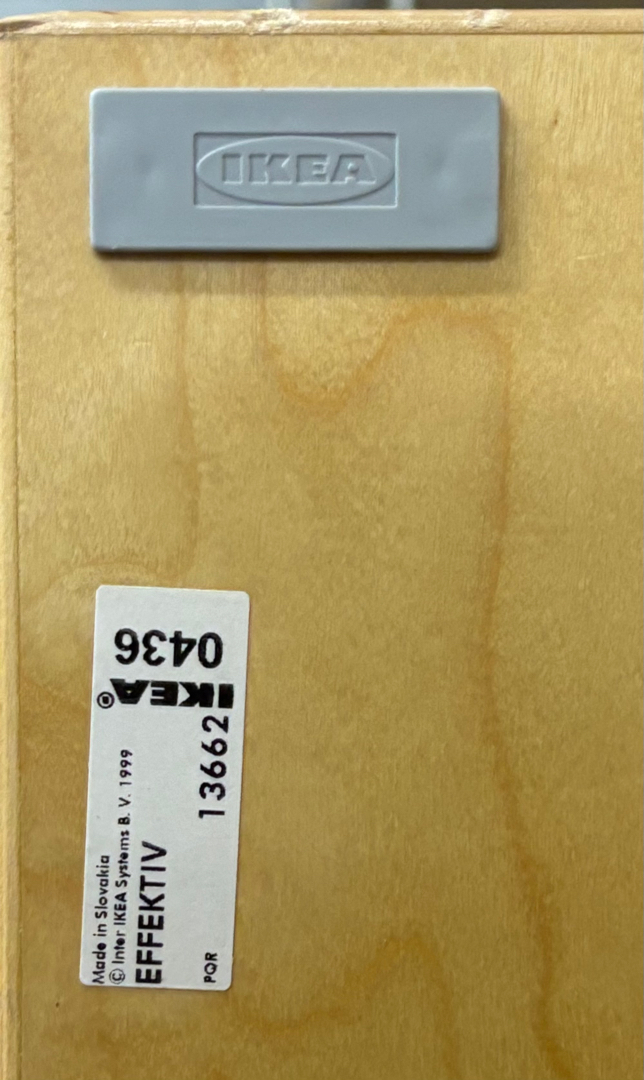 IKEA
0436
IKEA®
13662
Made in Slovakia
© Inter IKEA Systems B. V. 1999
EFFEKTIV
PQR